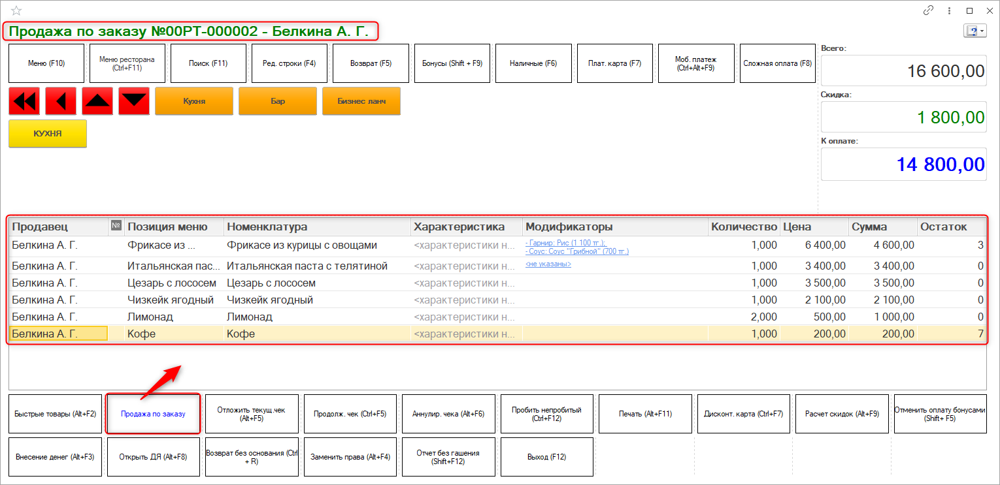 Продажа по заказу №00РТ-000002 - Белкина А. Г.
?
Меню (F10)
Меню ресторана
(Ctrl+F11)
Поиск (F11)
Ред. строки (F4)
Возврат (F5)
Бонусы (Shift + F9)
Наличные (F6)
Плат. карта (F7)
Моб. платеж
(Ctrl+Alt+F9)
Сложная оплата (F8)
Всего:
16 600,00
Скидка:
1 800,00
К оплате:
14 800,00
Кухня
Бар
Бизнес ланч
КУХНЯ
Продавец № Позиция меню Номенклатура Характеристика Модификаторы Количество Цена Сумма Остаток
Белкина А. Г. Фрикасе из ... Фрикасе из курицы с овощами <характеристики н... - Гарнир: Рис (1 100 тг.);
- Соус: Соус "Грибной" (700 тг.) 1,000 6 400,00 4 600,00 3
Белкина А. Г. Итальянская пас... Итальянская паста с телятиной <характеристики н... <не указаны> 1,000 3 400,00 3 400,00 0
Белкина А. Г. Цезарь с лососем Цезарь с лососем <характеристики н... 1,000 3 500,00 3 500,00 0
Белкина А. Г. Чизкейк ягодный Чизкейк ягодный <характеристики н... 1,000 2 100,00 2 100,00 0
Белкина А. Г. Лимонад Лимонад <характеристики н... 2,000 500,00 1 000,00 0
Белкина А. Г. Кофе Кофе <характеристики н... 1,000 200,00 200,00 7
Быстрые товары (Alt+F2)
Продажа по заказу
Отложить текущ.чек
(Alt+F5)
Продолж. чек (Ctrl+F5)
Аннулир. чека (Alt+F6)
Пробить непробитый
(Ctrl+F12)
Печать (Alt+F11)
Дисконт. карта (Ctrl+F7)
Расчет скидок (Alt+F9)
Отменить оплату бонусами
(Shift+ F5)
Внесение денег (Alt+F3)
Открыть ДЯ (Alt+F8)
Возврат без основания (Ctrl
+ R)
Заменить права (Alt+F4)
Отчет без гашения
(Shift+F12)
Выход (F12)